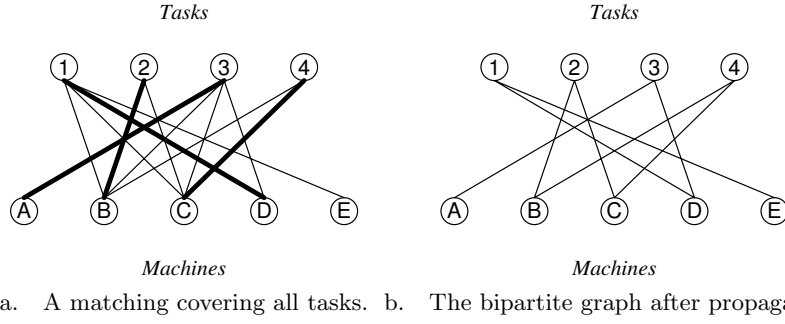 Tasks Tasks
1 2 3 4 1 2 3 4
A B C D E A B C D E
Machines Machines
a. A matching covering all tasks. b. The bipartite graph after propaga